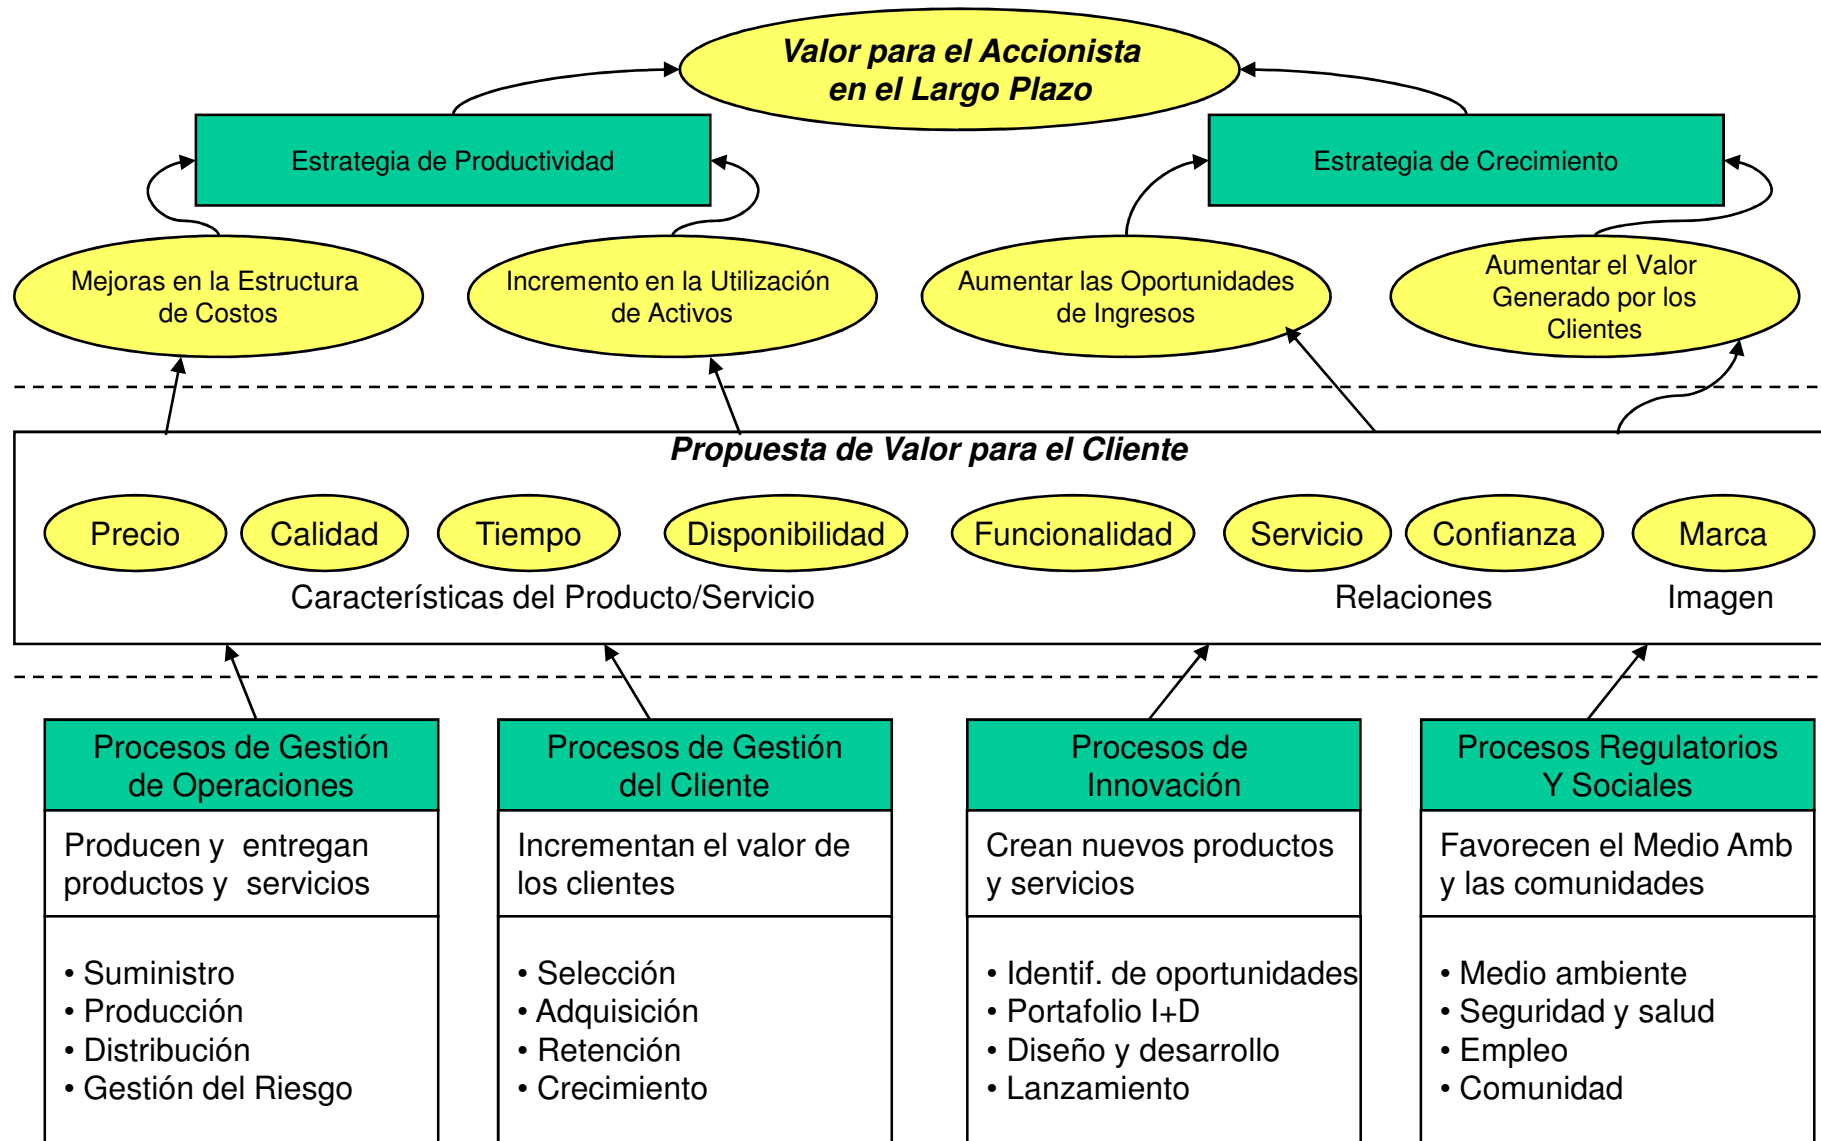 Valor para el Accionista
en el Largo Plazo
Estrategia de Productividad
Estrategia de Crecimiento
Mejoras en la Estructura
de Costos
Incremento en la Utilización
de Activos
Aumentar las Oportunidades
de Ingresos
Aumentar el Valor
Generado por los
Clientes
Propuesta de Valor para el Cliente
Precio
Calidad
Tiempo
Disponibilidad
Funcionalidad
Servicio
Confianza
Marca
Características del Producto/Servicio
Relaciones
Imagen
Procesos de Gestión
de Operaciones
Producen y entregan
productos y servicios
• Suministro
• Producción
• Distribución
• Gestión del Riesgo
Procesos de Gestión
del Cliente
Incrementan el valor de
los clientes
• Selección
• Adquisición
• Retención
• Crecimiento
Procesos de
Innovación
Crean nuevos productos
y servicios
• Identif. de oportunidades
• Portafolio I+D
• Diseño y desarrollo
• Lanzamiento
Procesos Regulatorios
Y Sociales
Favorecen el Medio Amb
y las comunidades
• Medio ambiente
• Seguridad y salud
• Empleo
• Comunidad